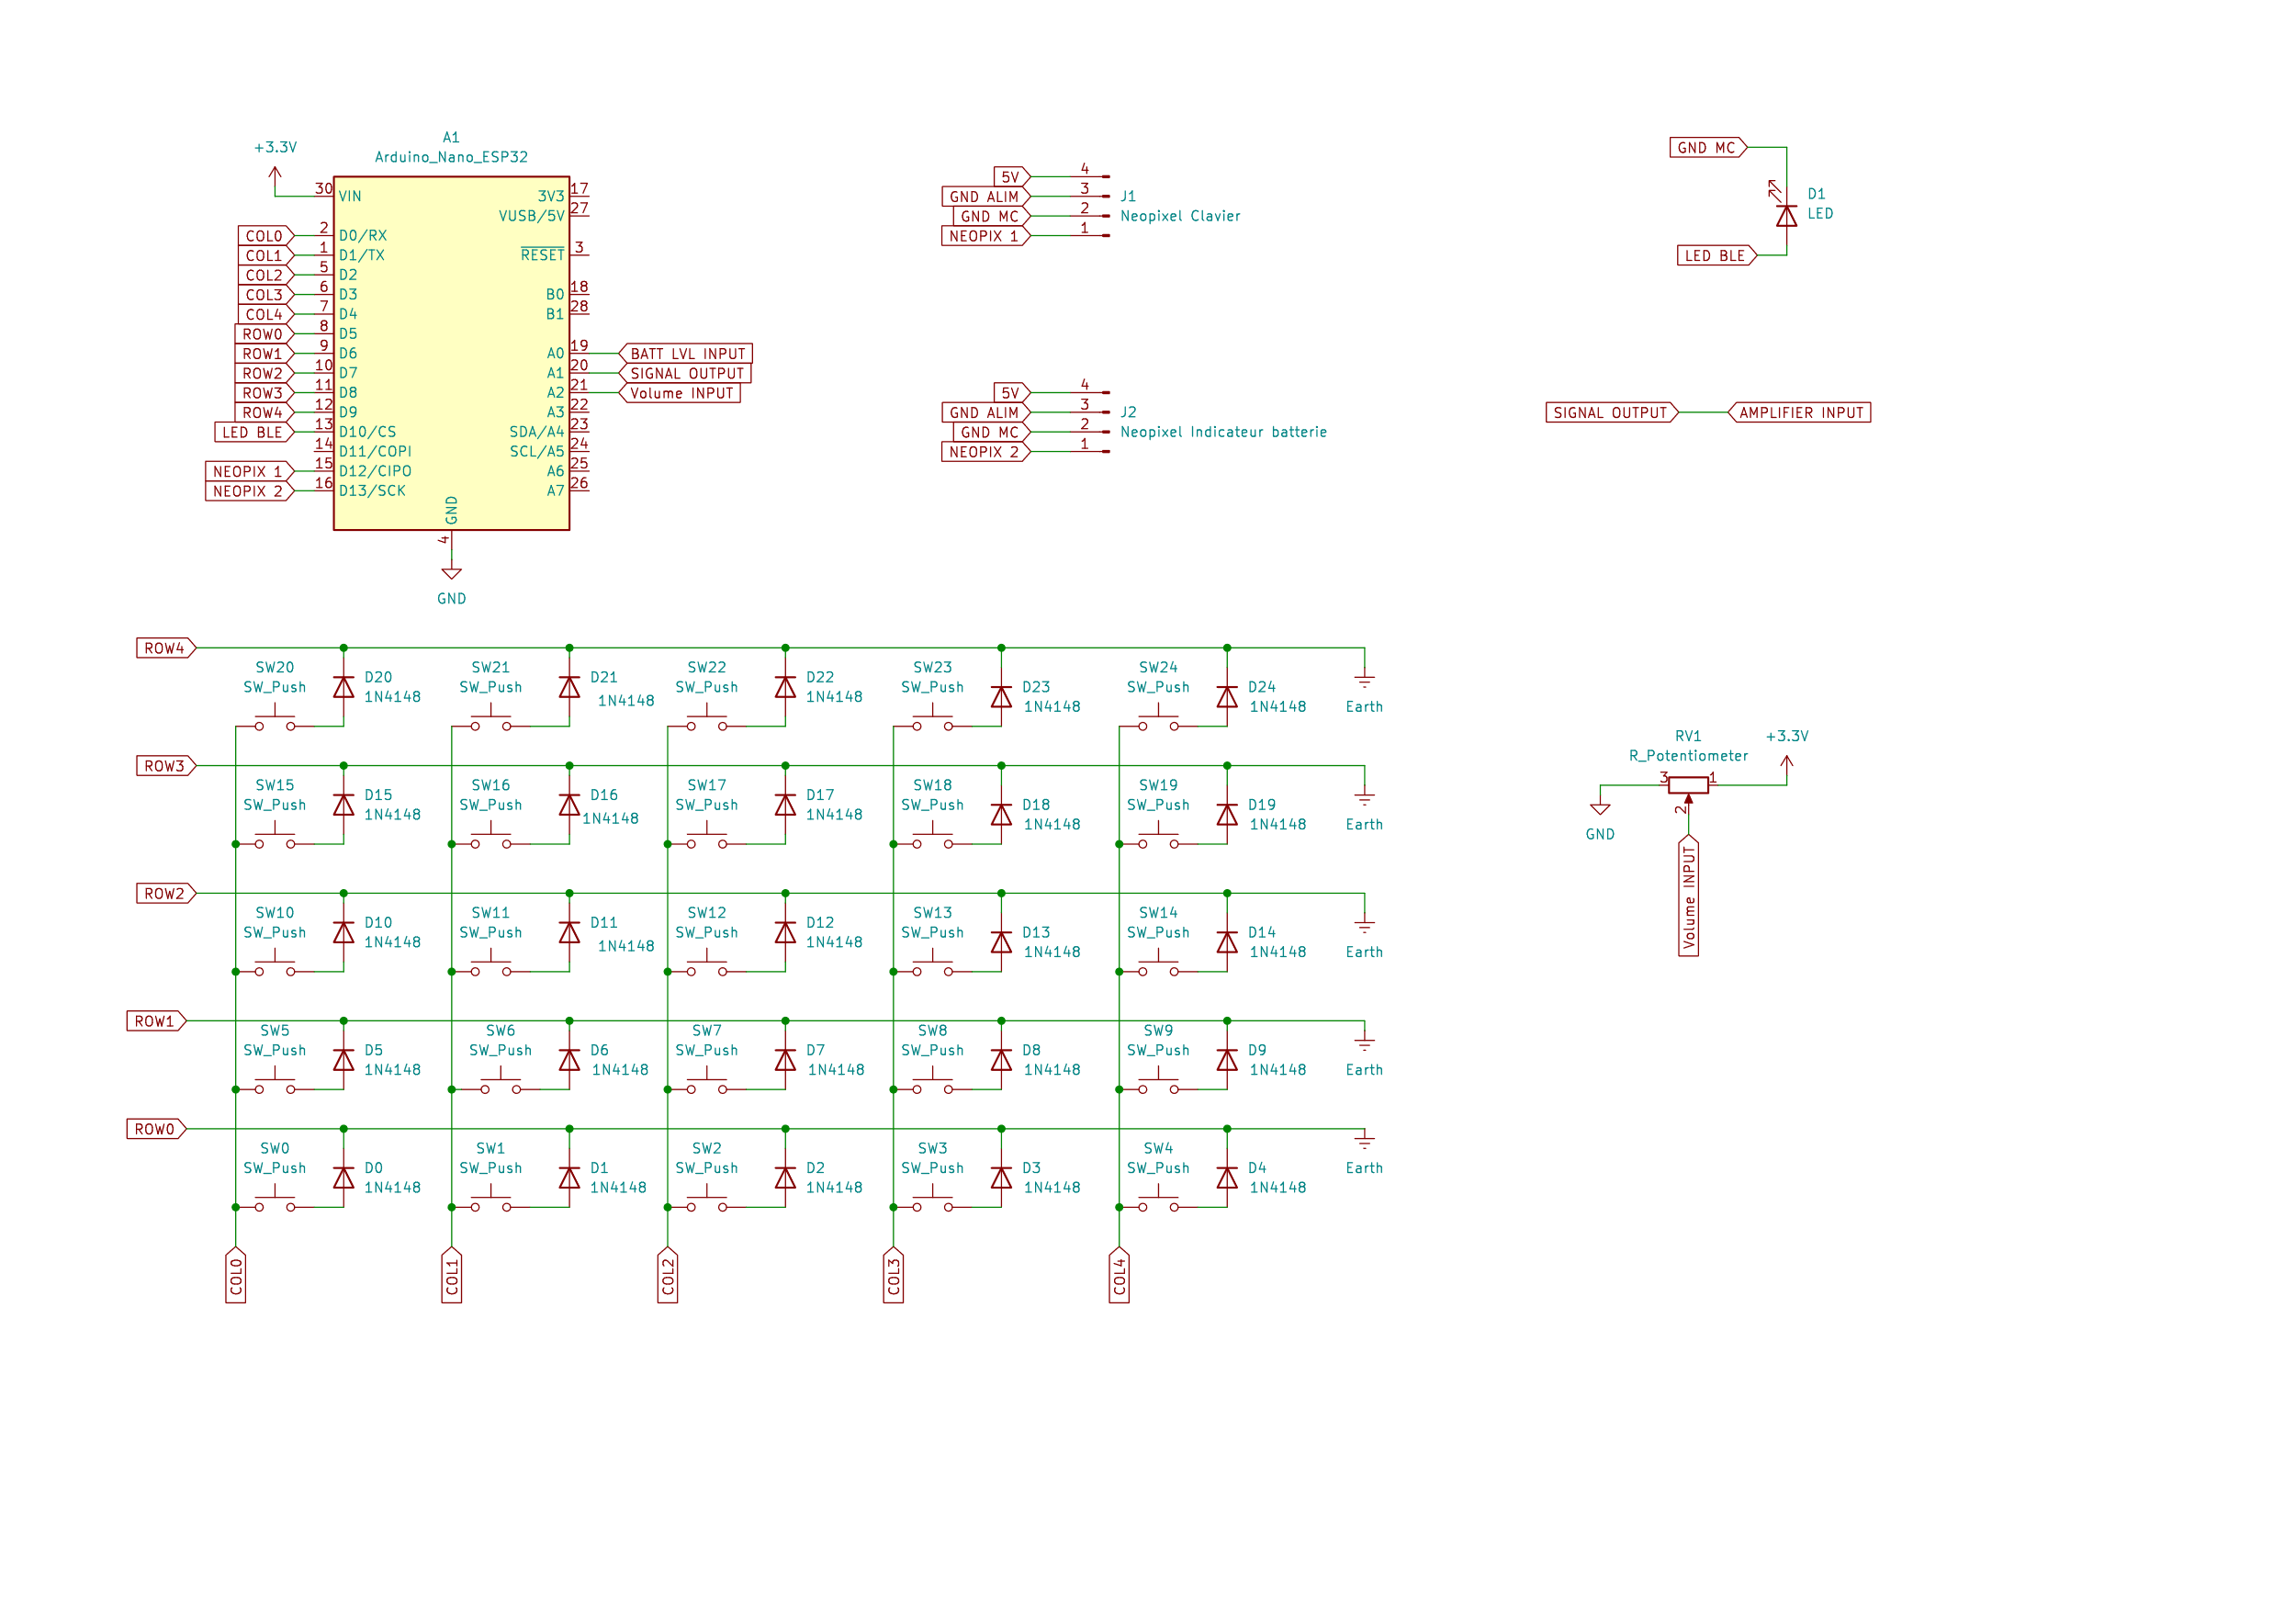 A1
Arduino_Nano_ESP32
+3.3V
30 VIN
3V3 17
VUSB/5V 27
COL0 2 D0/RX
COL1 1 D1/TX
RESET 3
COL2 5 D2
COL3 6 D3
B0 18
COL4 7 D4
B1 28
ROW0 8 D5
ROW1 9 D6
A0 19 BATT LVL INPUT
ROW2 10 D7
A1 20 SIGNAL OUTPUT
ROW3 11 D8
A2 21 Volume INPUT
ROW4 12 D9
A3 22
LED BLE 13 D10/CS
SDA/A4 23
14 D11/COPI
SCL/A5 24
NEOPIX 1 15 D12/CIPO
A6 25
NEOPIX 2 16 D13/SCK
A7 26
GND
4
GND
5V 4
GND ALIM 3
GND MC 2
NEOPIX 1 1
J1
Neopixel Clavier
5V 4
GND ALIM 3
GND MC 2
NEOPIX 2 1
J2
Neopixel Indicateur batterie
GND MC
D1
LED
LED BLE
SIGNAL OUTPUT AMPLIFIER INPUT
RV1
R_Potentiometer
+3.3V
3 1
2
GND
Volume INPUT
ROW4
SW20
SW_Push
D20
1N4148
SW21
SW_Push
D21
1N4148
SW22
SW_Push
D22
1N4148
SW23
SW_Push
D23
1N4148
SW24
SW_Push
D24
1N4148
Earth
ROW3
SW15
SW_Push
D15
1N4148
SW16
SW_Push
D16
1N4148
SW17
SW_Push
D17
1N4148
SW18
SW_Push
D18
1N4148
SW19
SW_Push
D19
1N4148
Earth
ROW2
SW10
SW_Push
D10
1N4148
SW11
SW_Push
D11
1N4148
SW12
SW_Push
D12
1N4148
SW13
SW_Push
D13
1N4148
SW14
SW_Push
D14
1N4148
Earth
ROW1
SW5
SW_Push
D5
1N4148
SW6
SW_Push
D6
1N4148
SW7
SW_Push
D7
1N4148
SW8
SW_Push
D8
1N4148
SW9
SW_Push
D9
1N4148
Earth
ROW0
SW0
SW_Push
D0
1N4148
SW1
SW_Push
D1
1N4148
SW2
SW_Push
D2
1N4148
SW3
SW_Push
D3
1N4148
SW4
SW_Push
D4
1N4148
Earth
COL0
COL1
COL2
COL3
COL4